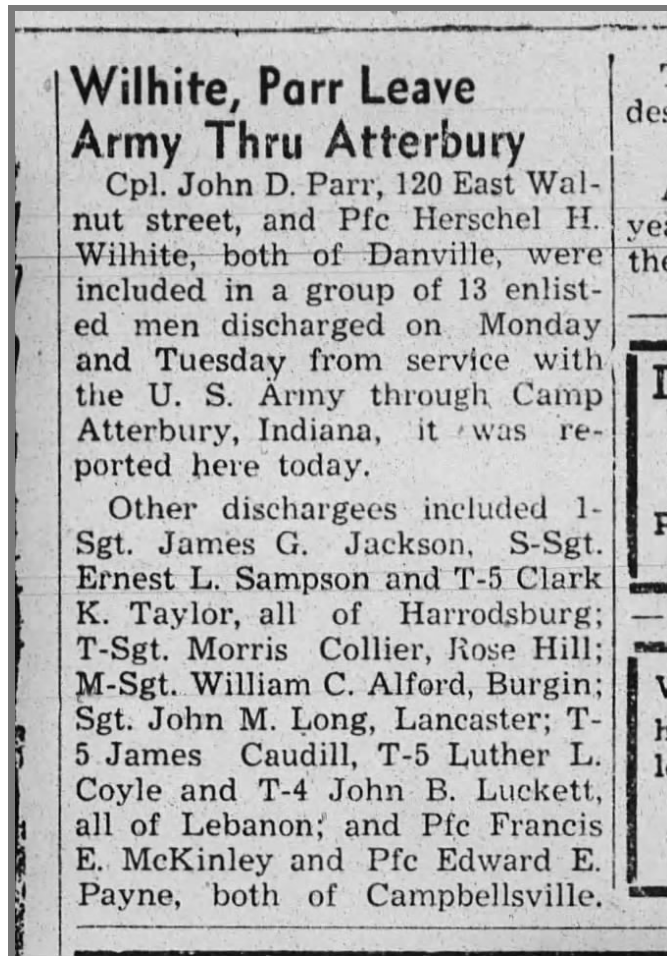 Wilhite, Parr Leave
Army Thru Atterbury
Cpl. John D. Parr, 120 East Wal-
nut street, and Pfc Herschel H.
Wilhite, both of Danville, were
included in a group of 13 enlist-
ed men discharged on Monday
and Tuesday from service with
the U. S. Army through Camp
Atterbury, Indiana, it was re-
ported here today.
Other dischargees included 1-
Sgt. James G. Jackson, S-Sgt.
Ernest L. Sampson and T-5 Clark
K. Taylor, all of Harrodsburg;
T-Sgt. Morris Collier, Rose Hill;
M-Sgt. William C. Alford, Burgin;
Sgt. John M. Long, Lancaster; T-
5 James Caudill, T-5 Luther L.
Coyle and T-4 John B. Luckett,
all of Lebanon; and Pfc Francis
E. McKinley and Pfc Edward E.
Payne, both of Campbellsville.